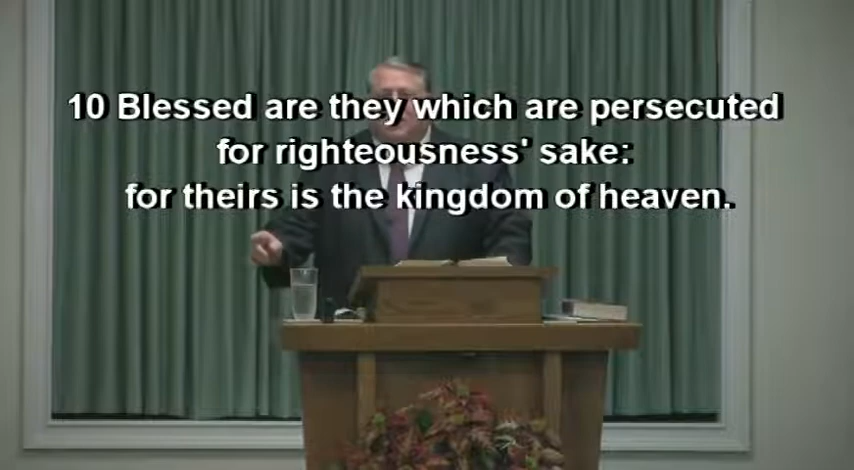 10 Blessed are they which are persecuted
for righteousness' sake:
for theirs is the kingdom of heaven.